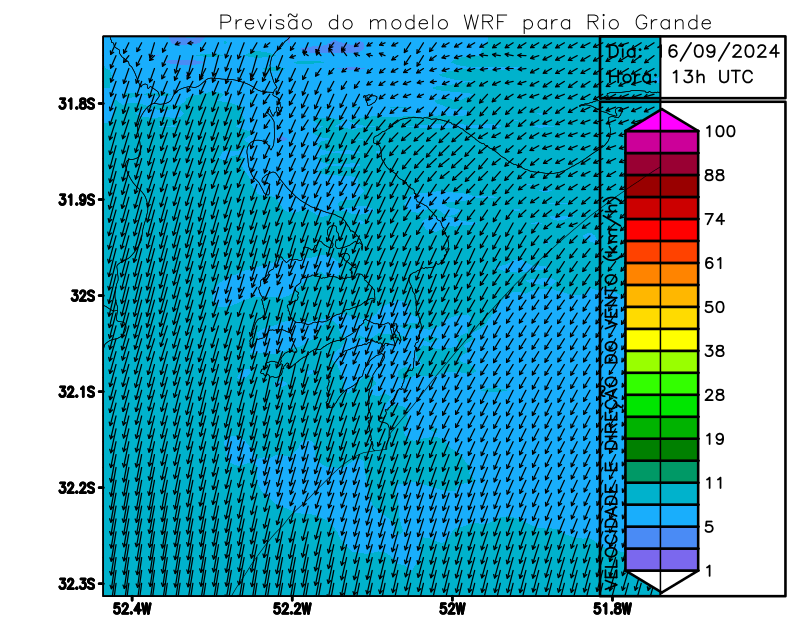 Previsão do modelo WRF para Rio Grande
Dia: 16/09/2024
Hora: 13h UTC
31.8S
31.9S
32S
32.1S
32.2S
32.3S
52.4W
52.2W
52W
51.8W
VELOCIDADE E DIREÇÃO DO VENTO (km/h)
100
88
74
61
50
38
28
19
11
5
1